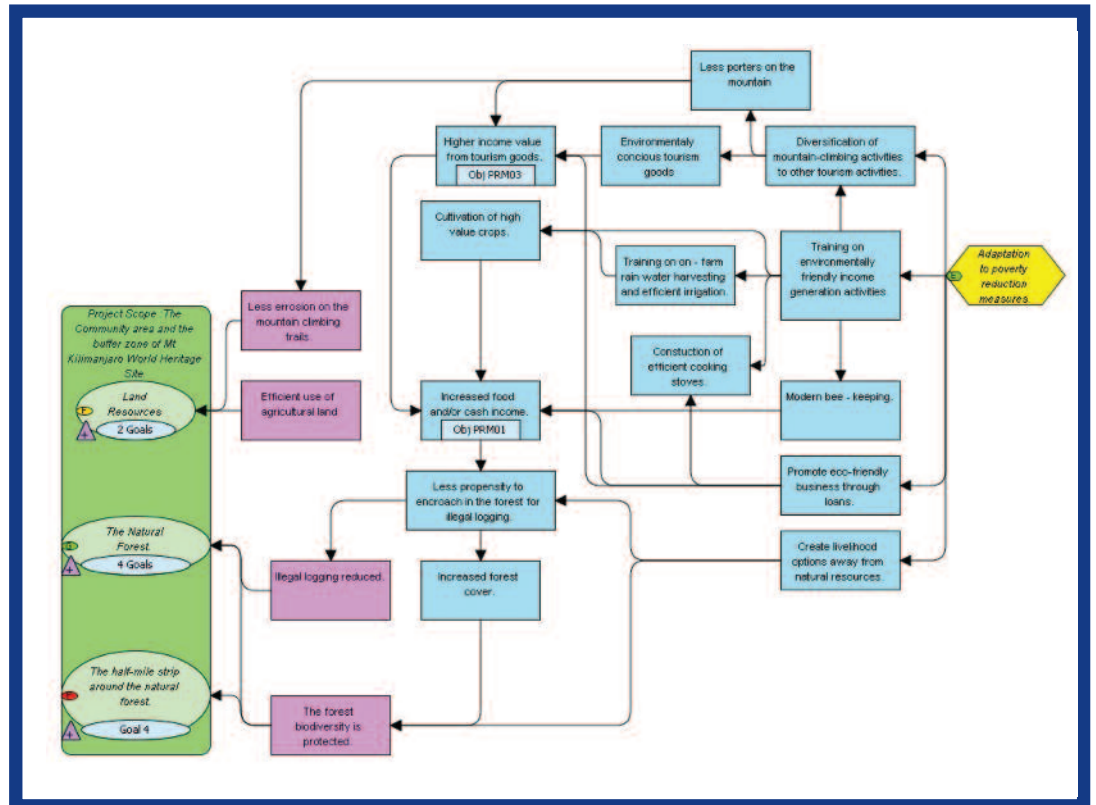 Less porters on the
mountain
Higher income value
from tourism goods.
Obj PRM03
Environmentaly
concious tourism
goods
Diversification of
mountain-climbing activities
to other tourism activities.
Cultivation of high
value crops.
Training on on - farm
rain water harvesting
and efficient irrigation.
Training on
environmentally
friendly income
generation activities
Adaptation
to poverty
reduction
measures
Less errosion on the
mountain climbing
trails.
Project Scope :The
Community area and the
buffer zone of Mt
Kilimanjaro World Heritage
Site
Land
Resources
2 Goals
Efficient use of
agricultural land
Constuction of
efficient cooking
stoves.
Increased food
and/or cash income.
Obj PRM01
Modern bee - keeping.
Less propensity to
encroach in the forest for
illegal logging.
Promote eco-friendly
business through
loans.
The Natural
Forest
4 Goals
Illegal logging reduced.
Increased forest
cover.
Create livelihood
options away from
natural resources.
The half-mile strip
around the natural
forest.
Goal 4
The forest
biodiversity is
protected.